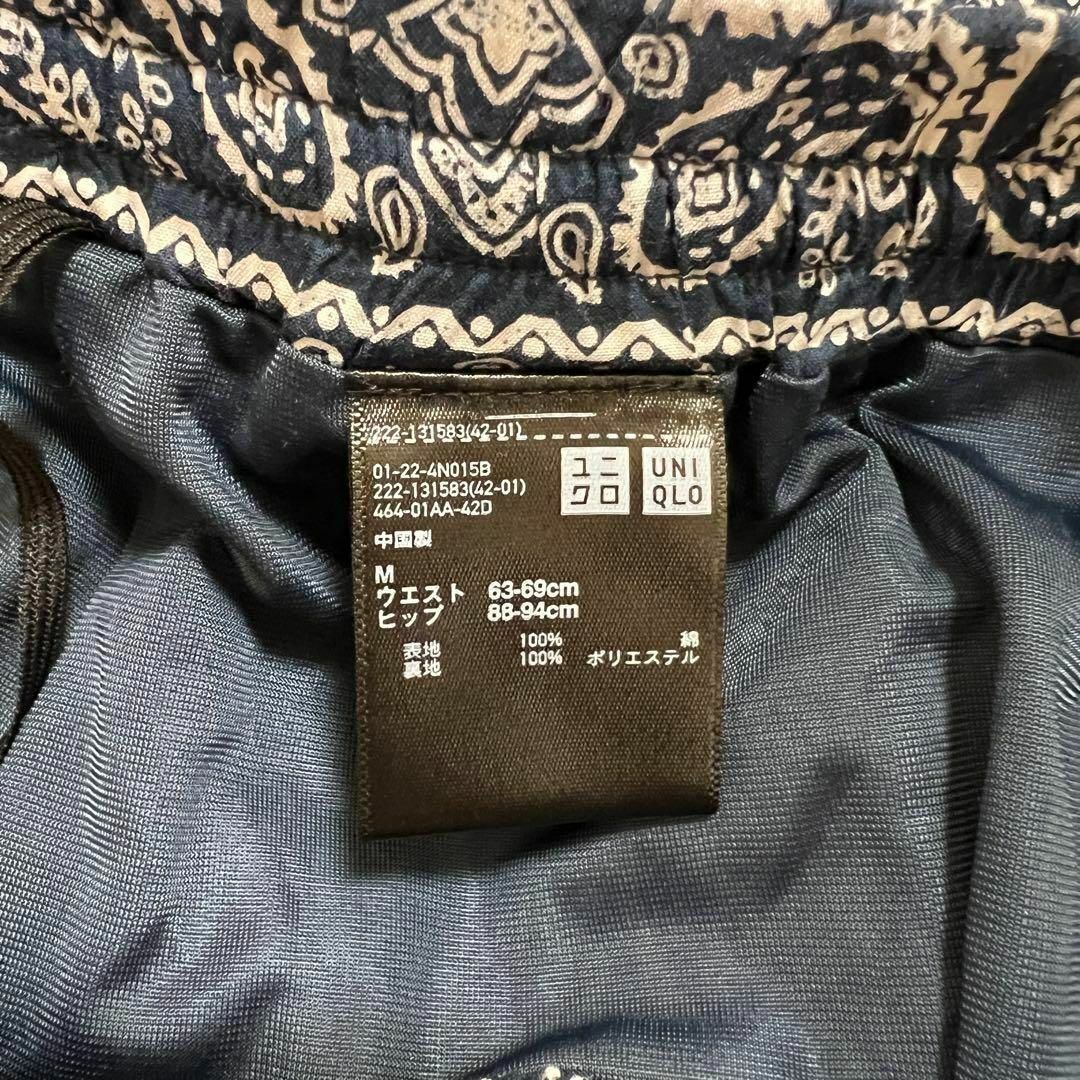 222-131583(42-01)
01-22-4N015B
222-131583(42-01)
464-01AA-42D
ユニ
クロ
UNI
QLO
中国製
M
ウエスト 63-69cm
ヒップ 88-94cm
表地 100% 綿
裏地 100% ポリエステル